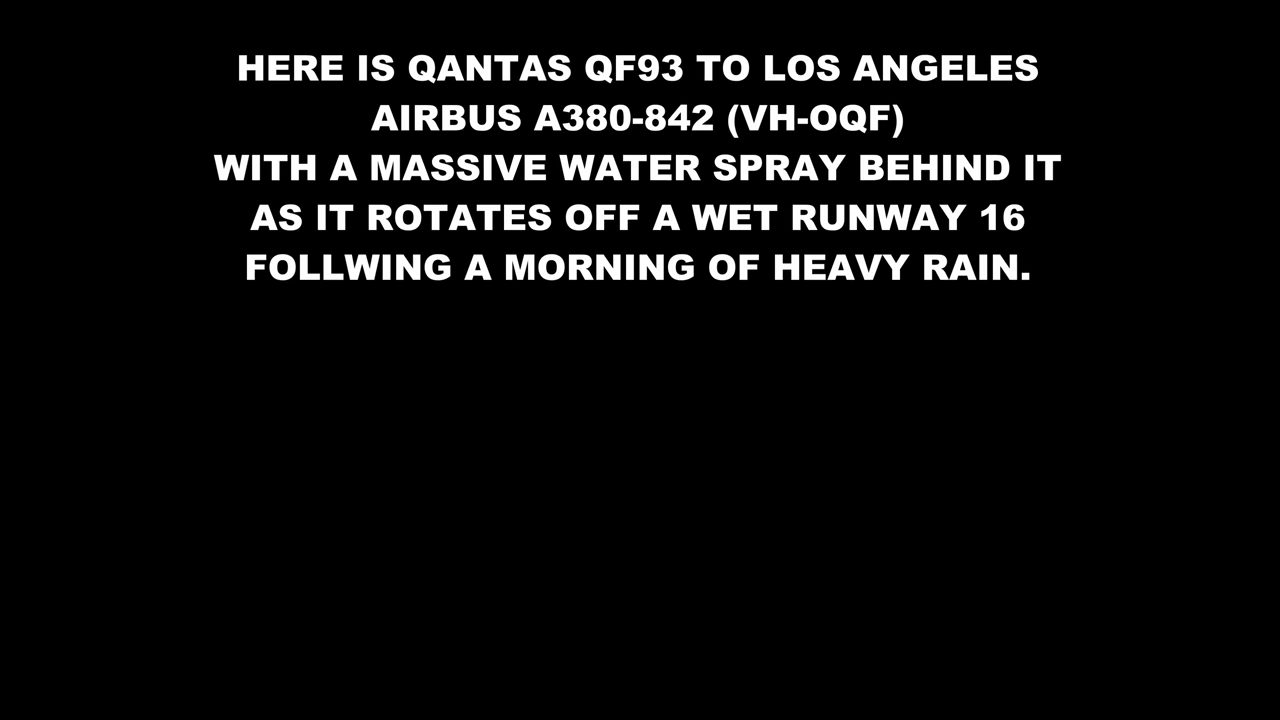 HERE IS QANTAS QF93 TO LOS ANGELES
AIRBUS A380-842 (VH-OQF)
WITH A MASSIVE WATER SPRAY BEHIND IT
AS IT ROTATES OFF A WET RUNWAY 16
FOLLWING A MORNING OF HEAVY RAIN.